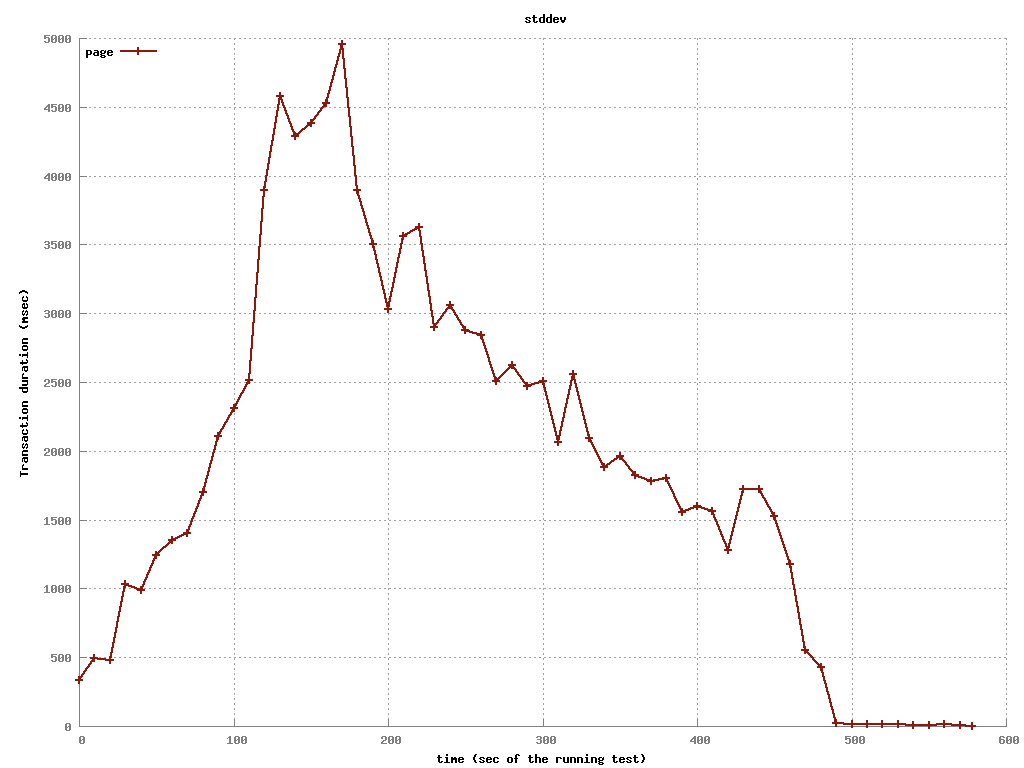 stddev
page
5000
4500
4000
3500
3000
2500
2000
1500
1000
500
0
Transaction duration (msec)
0 100 200 300 400 500 600
time (sec of the running test)